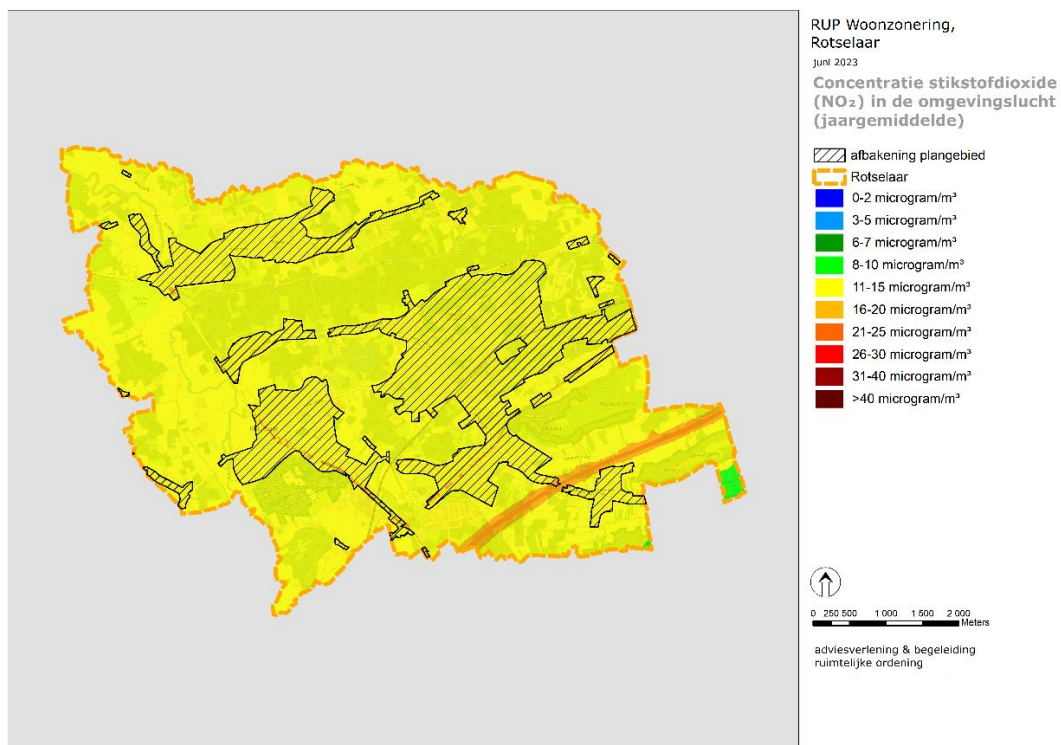 RUP Woonzonering,
Rotselaar
juni 2023
Concentratie stikstofdioxide
(NO₂) in de omgevingslucht
(jaargemiddelde)
afbakening plangebied
Rotselaar
0-2 microgram/m³
3-5 microgram/m³
6-7 microgram/m³
8-10 microgram/m³
11-15 microgram/m³
16-20 microgram/m³
21-25 microgram/m³
26-30 microgram/m³
31-40 microgram/m³
>40 microgram/m³
0 250 500 1 000 1 500 2 000
Meters
adviesverlening & begeleiding
ruimtelijke ordening